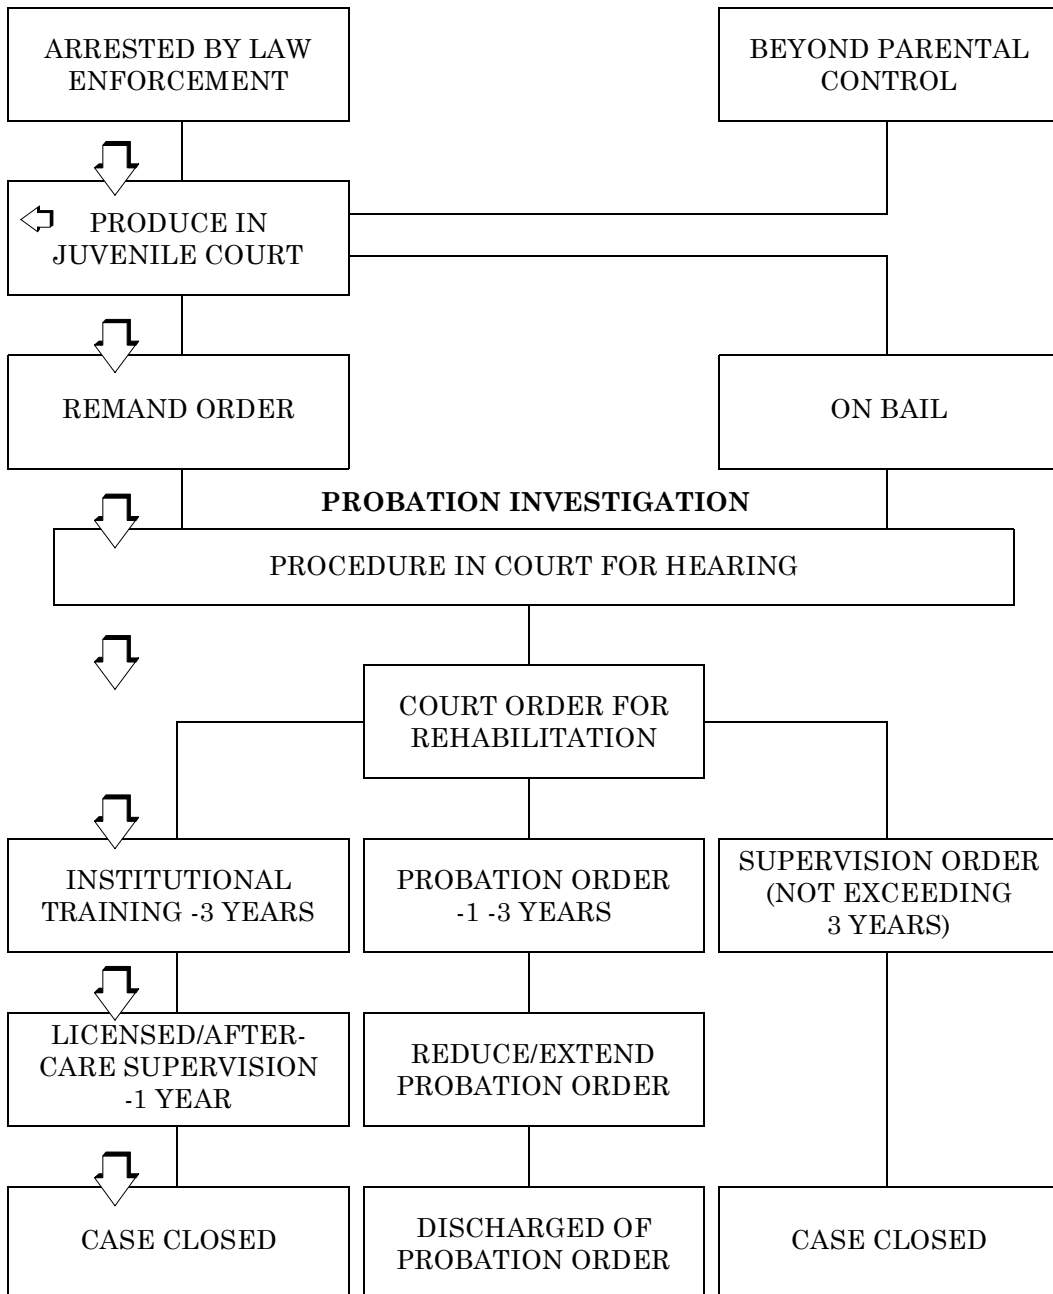 ARRESTED BY LAW
ENFORCEMENT
BEYOND PARENTAL
CONTROL
PRODUCE IN
JUVENILE COURT
REMAND ORDER
ON BAIL
PROBATION INVESTIGATION
PROCEDURE IN COURT FOR HEARING
COURT ORDER FOR
REHABILITATION
INSTITUTIONAL
TRAINING -3 YEARS
PROBATION ORDER
-1 -3 YEARS
SUPERVISION ORDER
(NOT EXCEEDING
3 YEARS)
LICENSED/AFTER-
CARE SUPERVISION
-1 YEAR
REDUCE/EXTEND
PROBATION ORDER
CASE CLOSED
DISCHARGED OF
PROBATION ORDER
CASE CLOSED